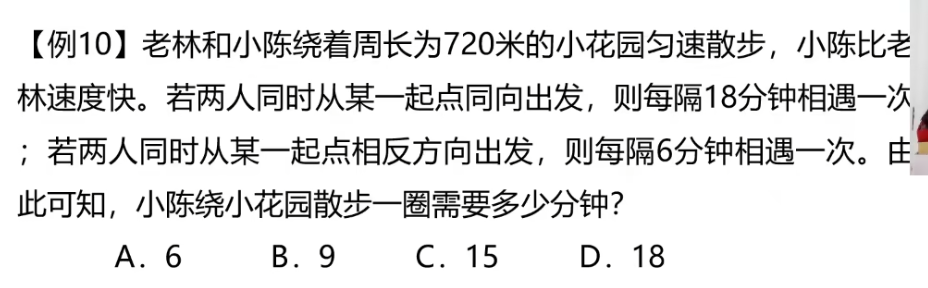 【例10】老林和小陈绕着周长为720米的小花园匀速散步，小陈比老
林速度快。若两人同时从某一起点同向出发，则每隔18分钟相遇一次
；若两人同时从某一起点相反方向出发，则每隔6分钟相遇一次。由
此可知，小陈绕小花园散步一圈需要多少分钟?
A. 6 B. 9 C. 15 D. 18